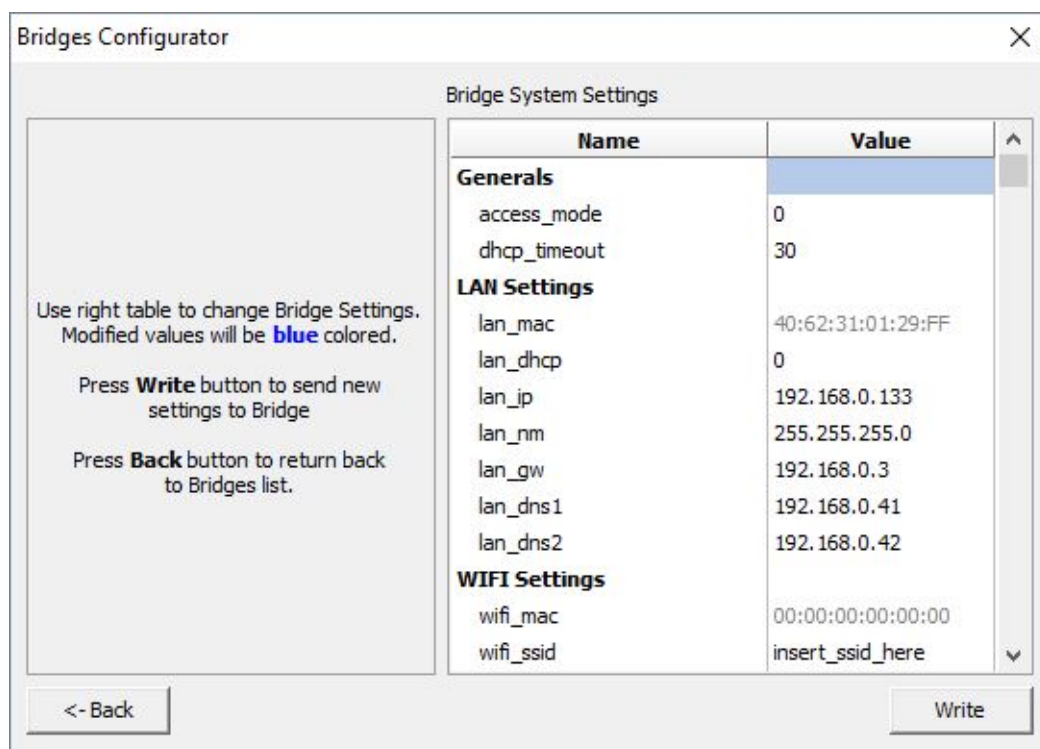 Bridges Configurator
Bridge System Settings
Use right table to change Bridge Settings.
Modified values will be blue colored.
Press Write button to send new
settings to Bridge
Press Back button to return back
to Bridges list.
Name Value
Generals
access_mode 0
dhcp_timeout 30
LAN Settings
lan_mac 40:62:31:01:29:FF
lan_dhcp 0
lan_ip 192.168.0.133
lan_nm 255.255.255.0
lan_gw 192.168.0.3
lan_dns1 192.168.0.41
lan_dns2 192.168.0.42
WIFI Settings
wifi_mac 00:00:00:00:00:00
wifi_ssid insert_ssid_here
<- Back
Write